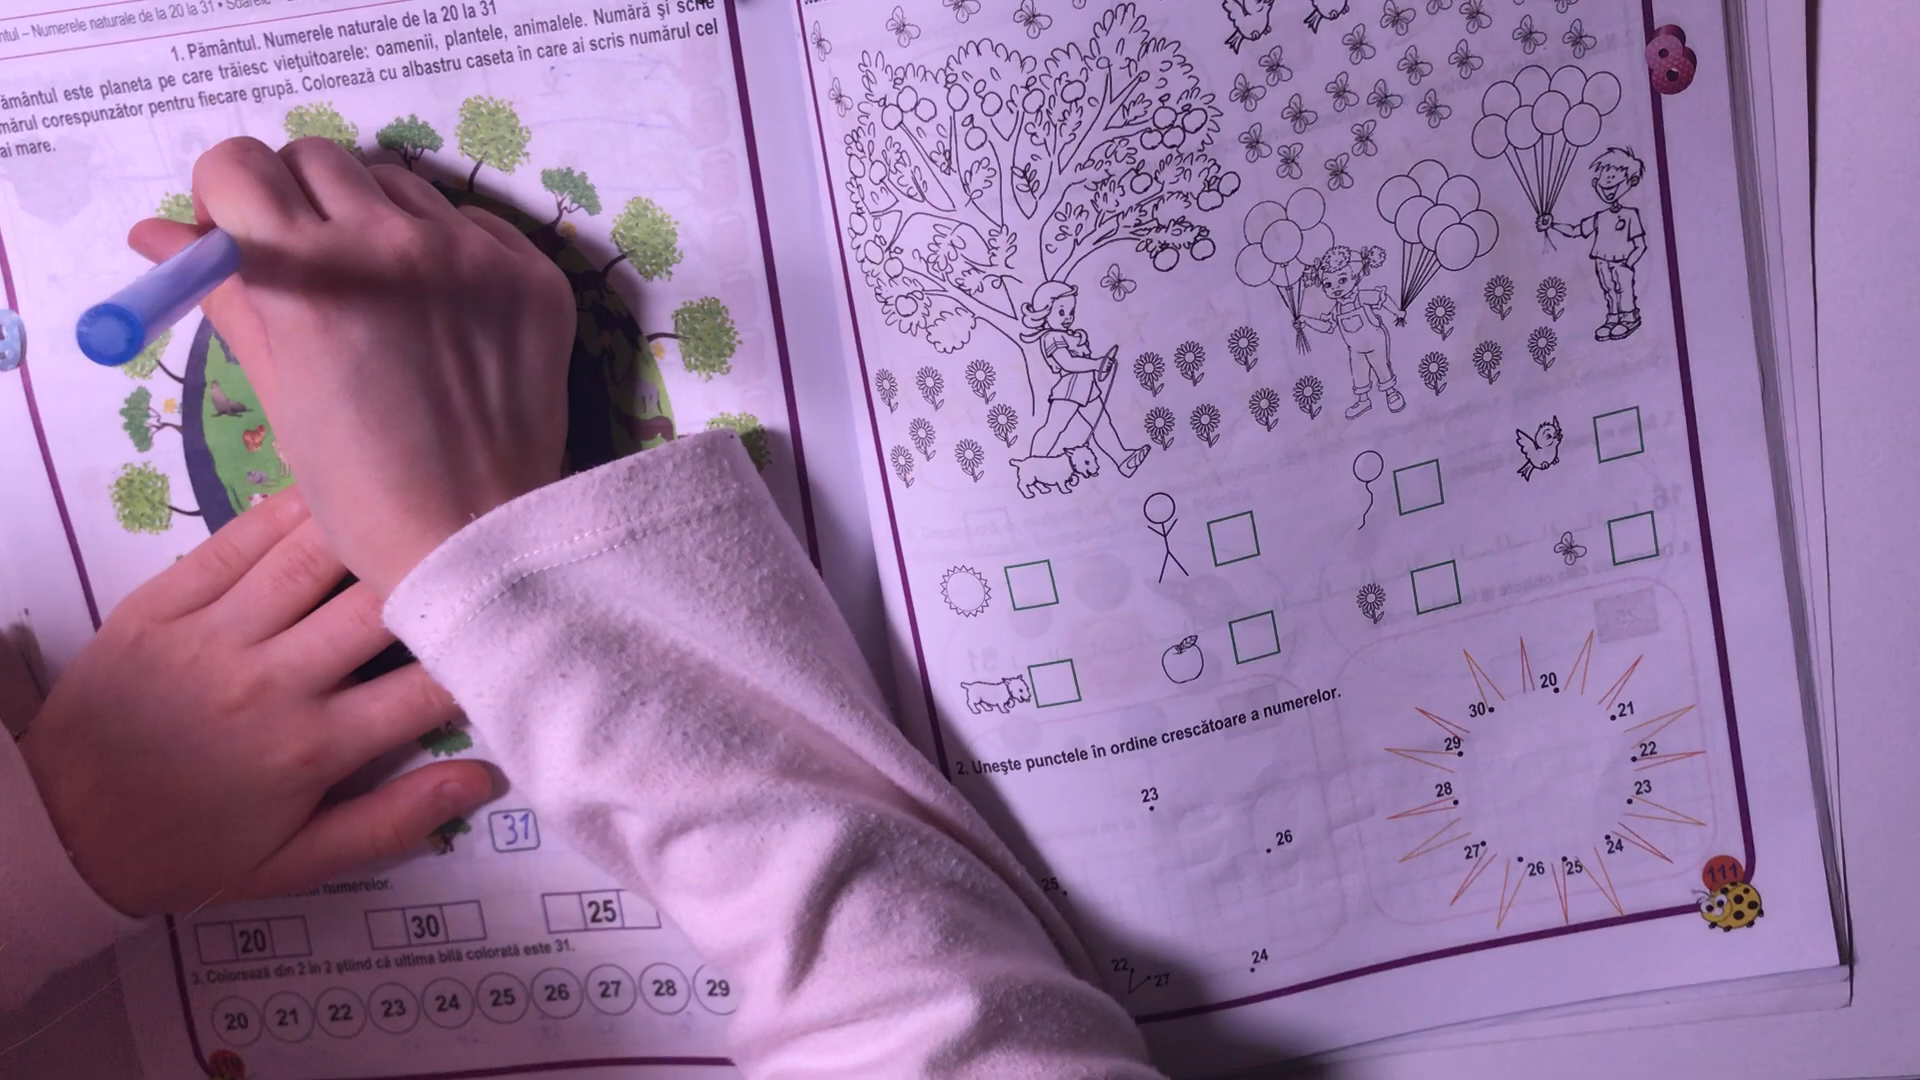 ntul – Numerele naturale de la 20 la 31 •
1. Pământul. Numerele naturale de la 20 la 31
ământul este planeta pe care trăiesc viețuitoarele: oamenii, plantele, animalele. Numără și scrie
mărul corespunzător pentru fiecare grupă. Colorează cu albastru caseta în care ai scris numărul cel
ai mare.
31
numerelor.
20 30 25
3. Colorează din 2 în 2 știind că ultima bilă colorată este 31.
20 21 22 23 24 25 26 27 28 29
2. Unește punctele în ordine crescătoare a numerelor.
23
26
25
24
22
27
20
21
22
23
24
25
26
27
28
29
30
111